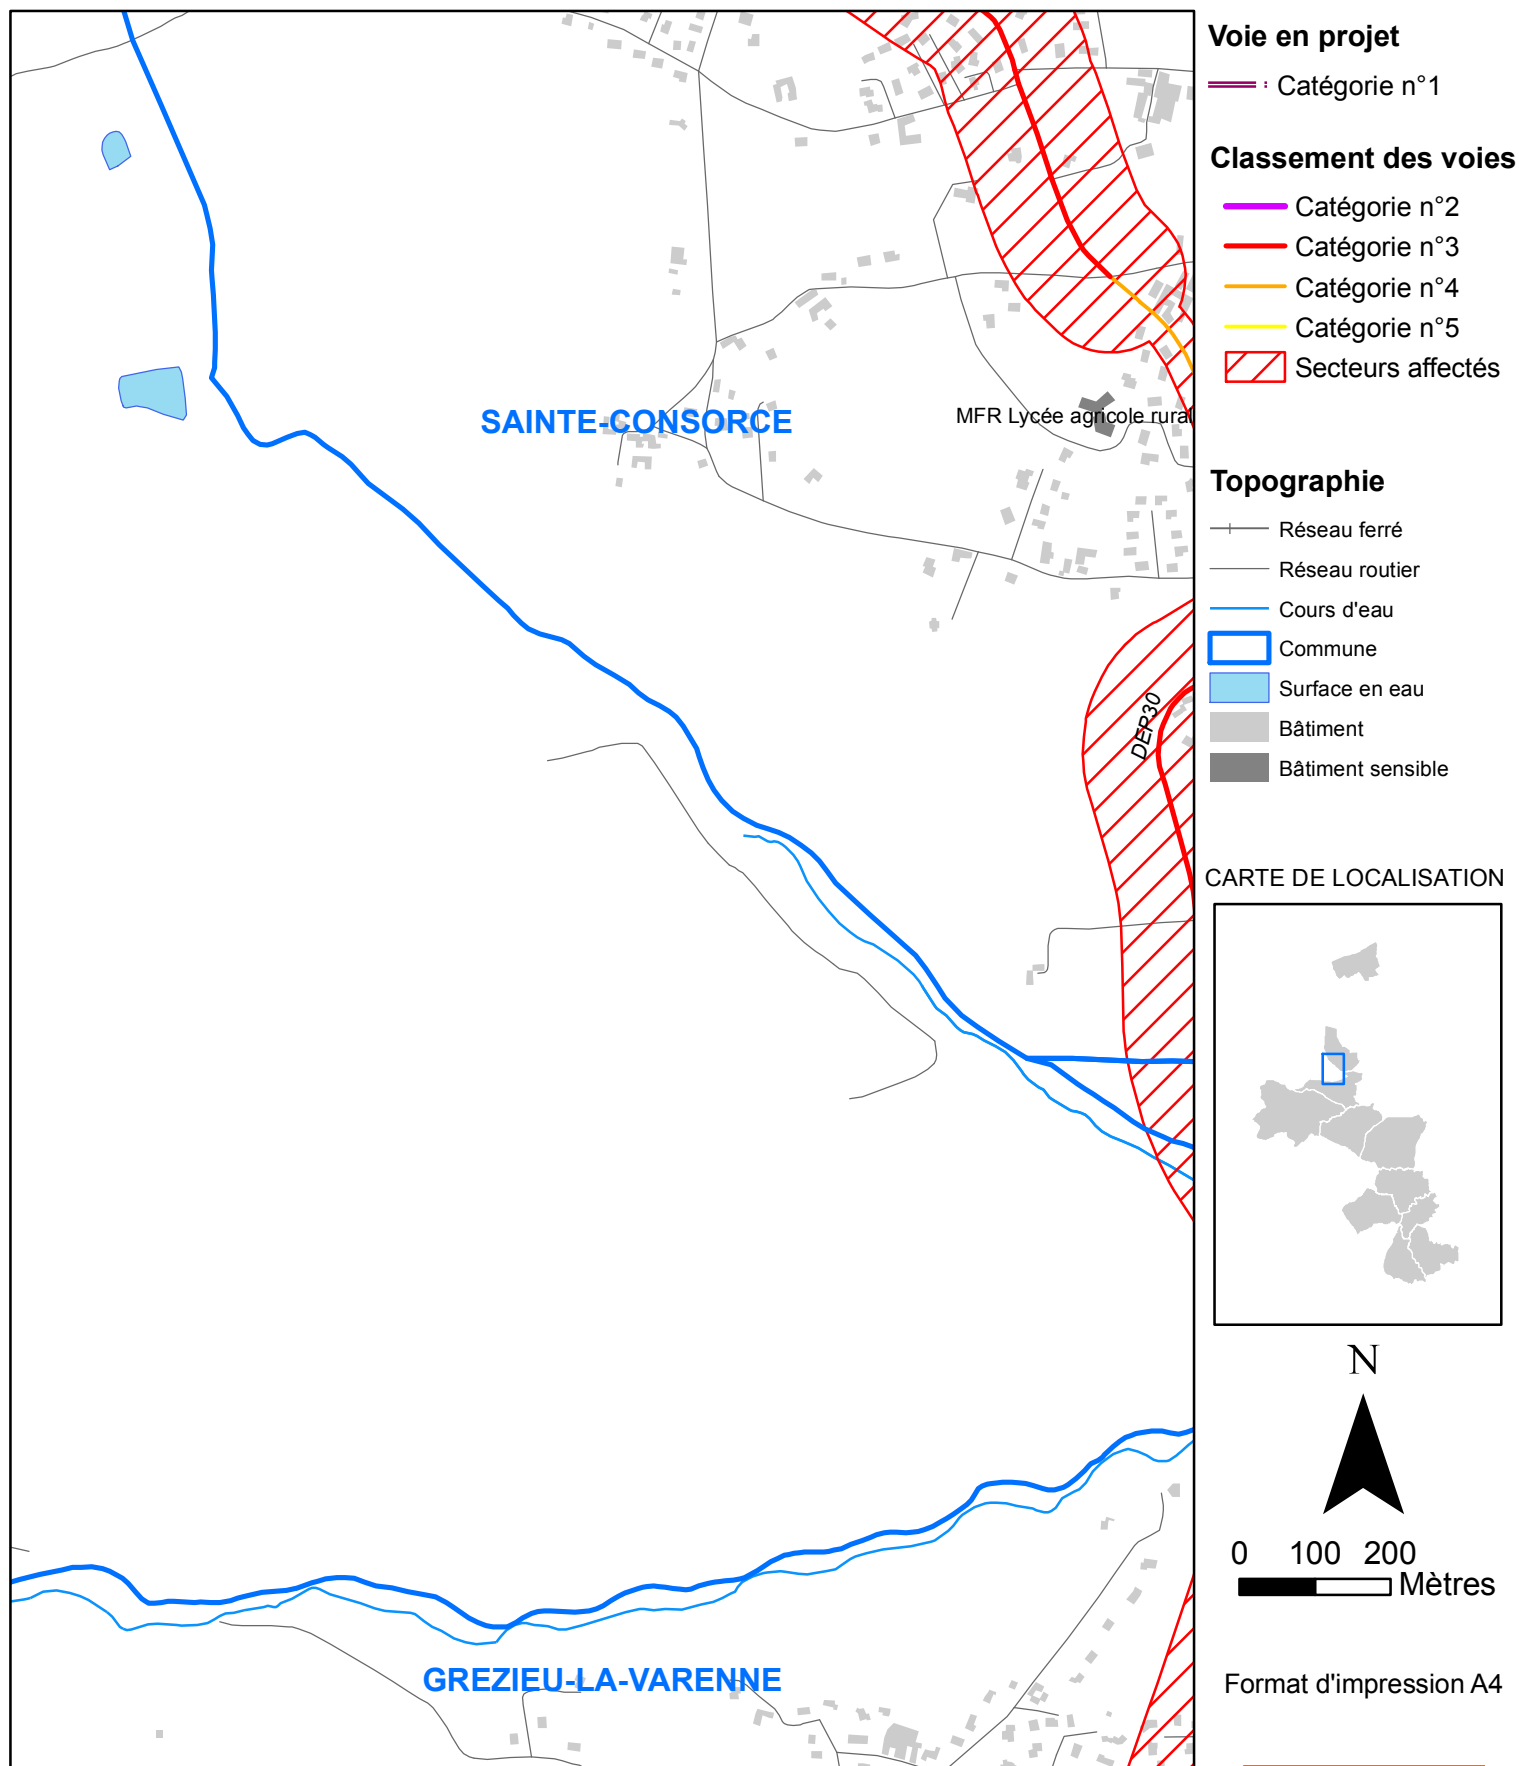 SAINTE-CONSORCE
MFR Lycée agricole rural
DEP30
GREZIEU-LA-VARENNE
Voie en projet
Catégorie n°1
Classement des voies
Catégorie n°2
Catégorie n°3
Catégorie n°4
Catégorie n°5
Secteurs affectés
Topographie
Réseau ferré
Réseau routier
Cours d'eau
Commune
Surface en eau
Bâtiment
Bâtiment sensible
CARTE DE LOCALISATION
N
0 100 200
Mètres
Format d'impression A4